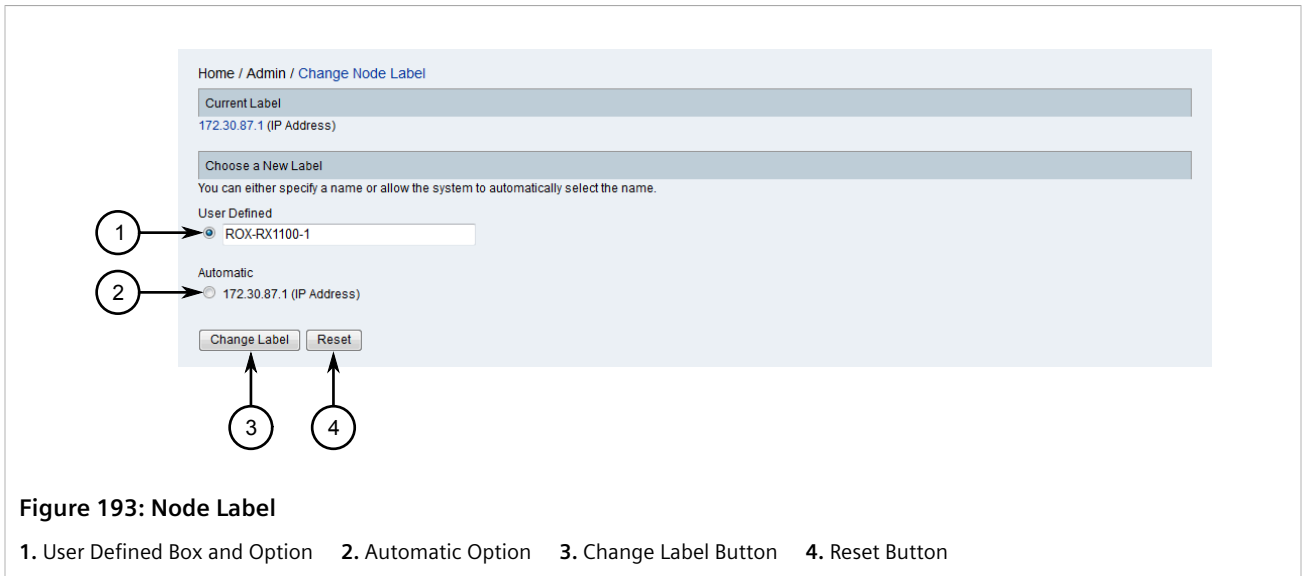 Home / Admin / Change Node Label
Current Label
172.30.87.1 (IP Address)
Choose a New Label
You can either specify a name or allow the system to automatically select the name.
User Defined
1
ROX-RX1100-1
Automatic
2
172.30.87.1 (IP Address)
Change Label Reset
3 4
Figure 193: Node Label
1. User Defined Box and Option 2. Automatic Option 3. Change Label Button 4. Reset Button